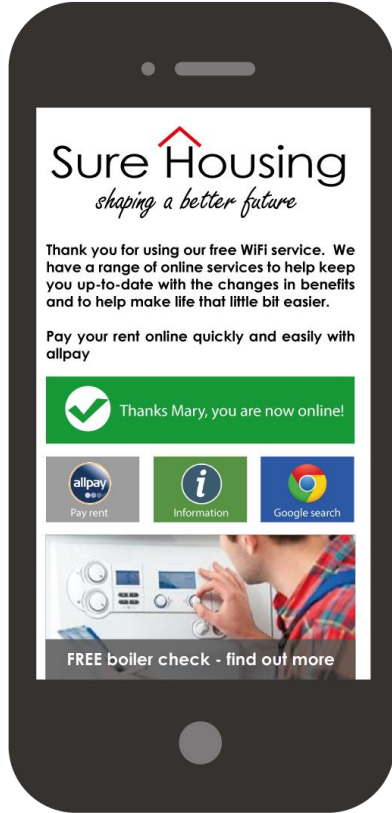 Sure Housing
shaping a better future
Thank you for using our free WiFi service. We
have a range of online services to help keep
you up-to-date with the changes in benefits
and to help make life that little bit easier.
Pay your rent online quickly and easily with
allpay
Thanks Mary, you are now online!
allpay
Pay rent
i
Information
Google search
FREE boiler check - find out more